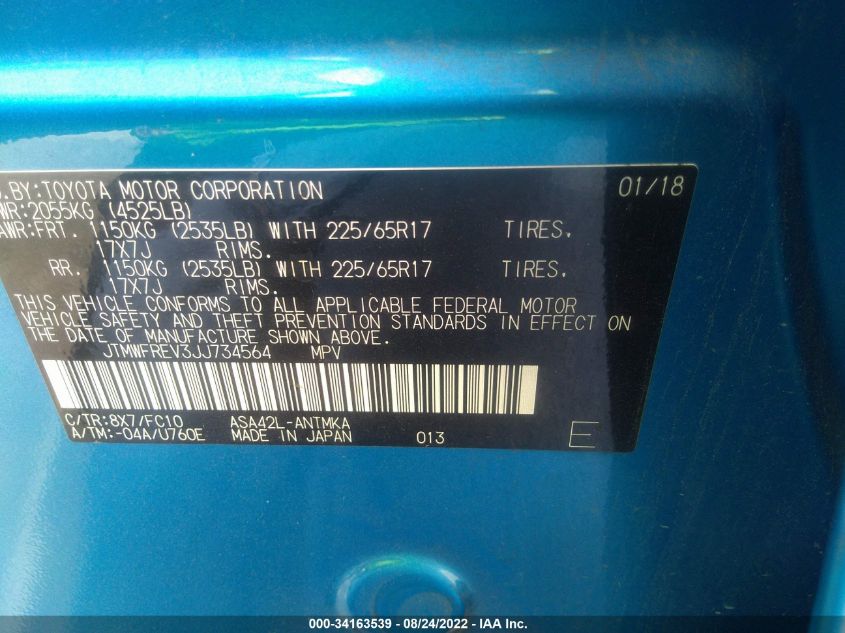 BY:TOYOTA MOTOR CORPORATION 01/18
WR:2055KG (4525LB)
AWR:FRT. 1150KG (2535LB) WITH 225/65R17 TIRES,
17X7J RIMS.
RR. 1150KG (2535LB) WITH 225/65R17 TIRES,
17X7J RIMS.
THIS VEHICLE CONFORMS TO ALL APPLICABLE FEDERAL MOTOR
VEHICLE SAFETY AND THEFT PREVENTION STANDARDS IN EFFECT ON
THE DATE OF MANUFACTURE SHOWN ABOVE.
JTMWFREV3JJ734564 MPV
C/TR:8X7/FC10 ASA42L-ANTMKA
A/TM:-04A/U760E MADE IN JAPAN 013 E
000-34163539 - 08/24/2022 - IAA Inc.